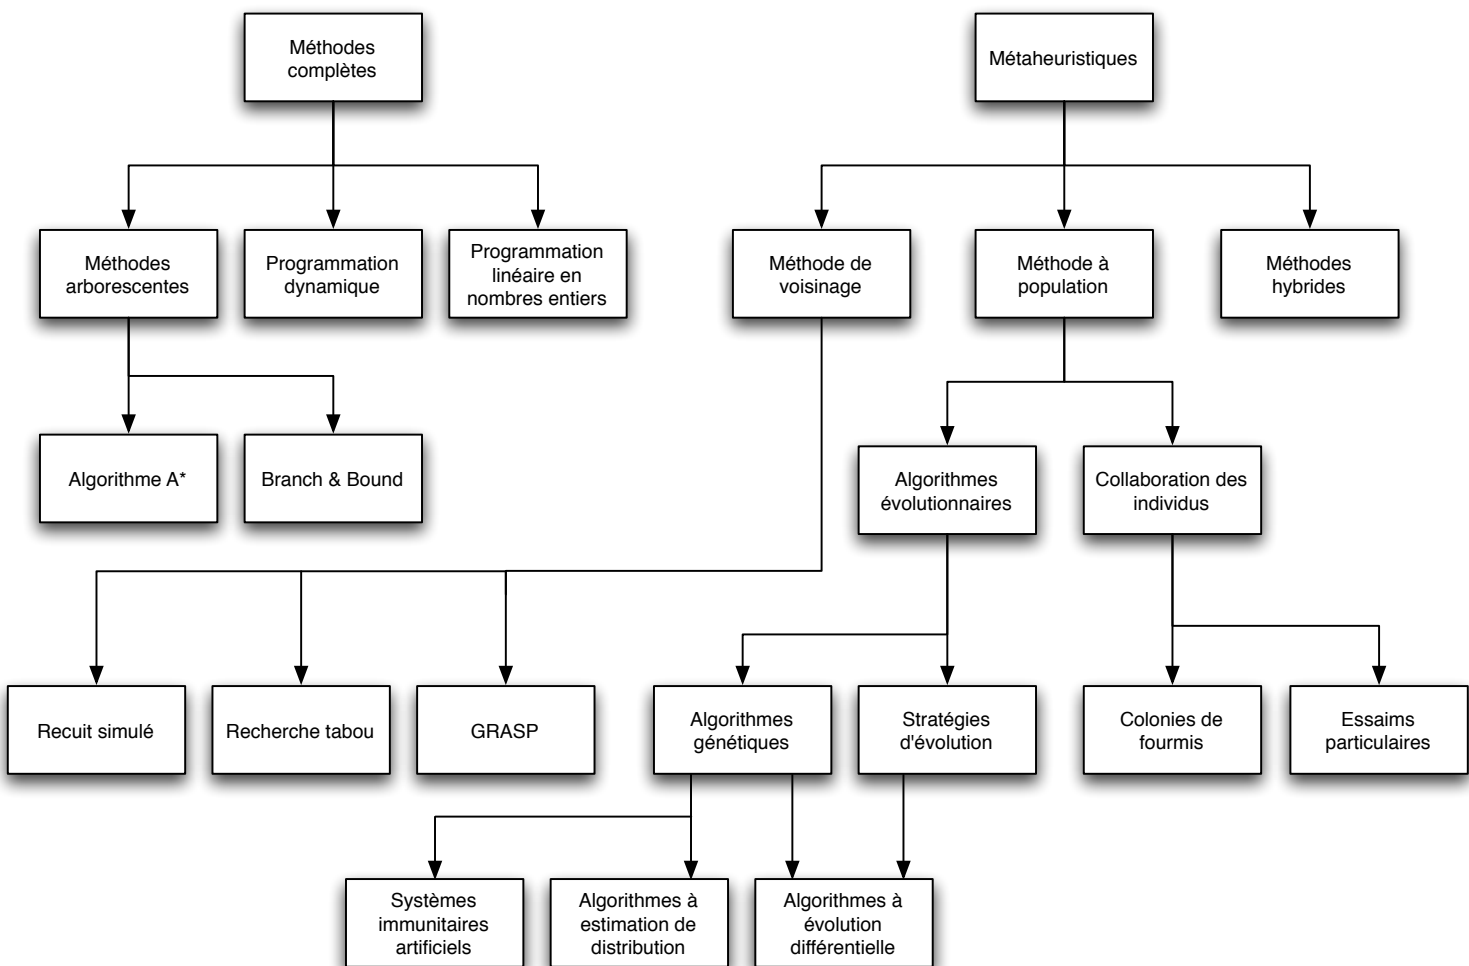 Méthodes
complètes
Métaheuristiques
Méthodes
arborescentes
Programmation
dynamique
Programmation
linéaire en
nombres entiers
Méthode de
voisinage
Méthode à
population
Méthodes
hybrides
Algorithme A*
Branch & Bound
Algorithmes
évolutionnaires
Collaboration des
individus
Recuit simulé
Recherche tabou
GRASP
Algorithmes
génétiques
Stratégies
d'évolution
Colonies de
fourmis
Essaims
particulaires
Systèmes
immunitaires
artificiels
Algorithmes à
estimation de
distribution
Algorithmes à
évolution
différentielle